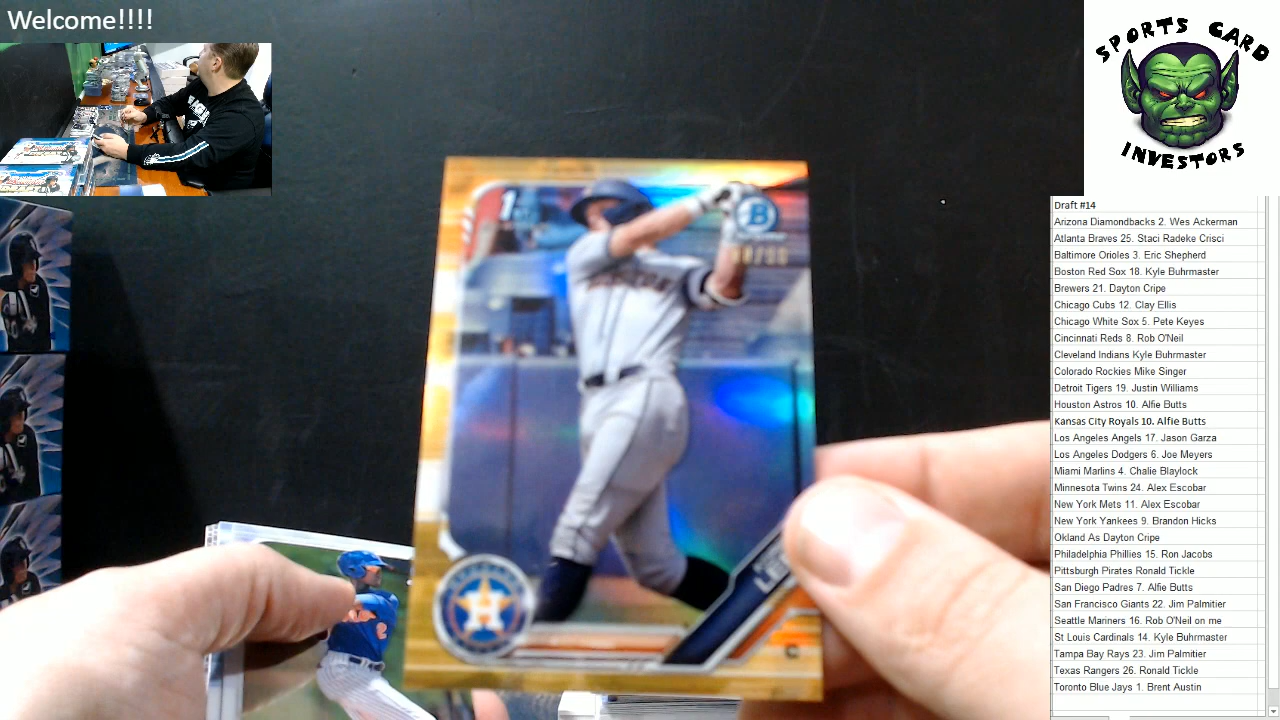 Welcome!!!!
SPORTS CARD
INVESTORS
Draft #14
Arizona Diamondbacks 2. Wes Ackerman
Atlanta Braves 25. Staci Radeke Crisci
Baltimore Orioles 3. Eric Shepherd
Boston Red Sox 18. Kyle Buhrmaster
Brewers 21. Dayton Cripe
Chicago Cubs 12. Clay Ellis
Chicago White Sox 5. Pete Keyes
Cincinnati Reds 8. Rob O'Neil
Cleveland Indians Kyle Buhrmaster
Colorado Rockies Mike Singer
Detroit Tigers 19. Justin Williams
Houston Astros 10. Alfie Butts
Kansas City Royals 10. Alfie Butts
Los Angeles Angels 17. Jason Garza
Los Angeles Dodgers 6. Joe Meyers
Miami Marlins 4. Chalie Blaylock
Minnesota Twins 24. Alex Escobar
New York Mets 11. Alex Escobar
New York Yankees 9. Brandon Hicks
Okland As Dayton Cripe
Philadelphia Phillies 15. Ron Jacobs
Pittsburgh Pirates Ronald Tickle
San Diego Padres 7. Alfie Butts
San Francisco Giants 22. Jim Palmitier
Seattle Mariners 16. Rob O'Neil on me
St Louis Cardinals 14. Kyle Buhrmaster
Tampa Bay Rays 23. Jim Palmitier
Texas Rangers 26. Ronald Tickle
Toronto Blue Jays 1. Brent Austin
1st
B
H
C